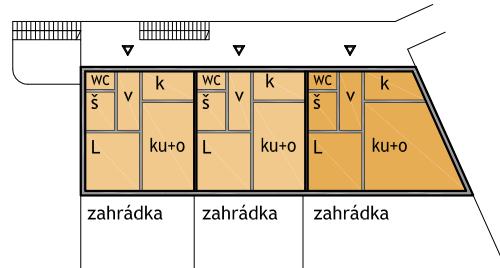 WC v k WC v k WC v k
š š š
L ku+o L ku+o L ku+o
zahrádka zahrádka zahrádka